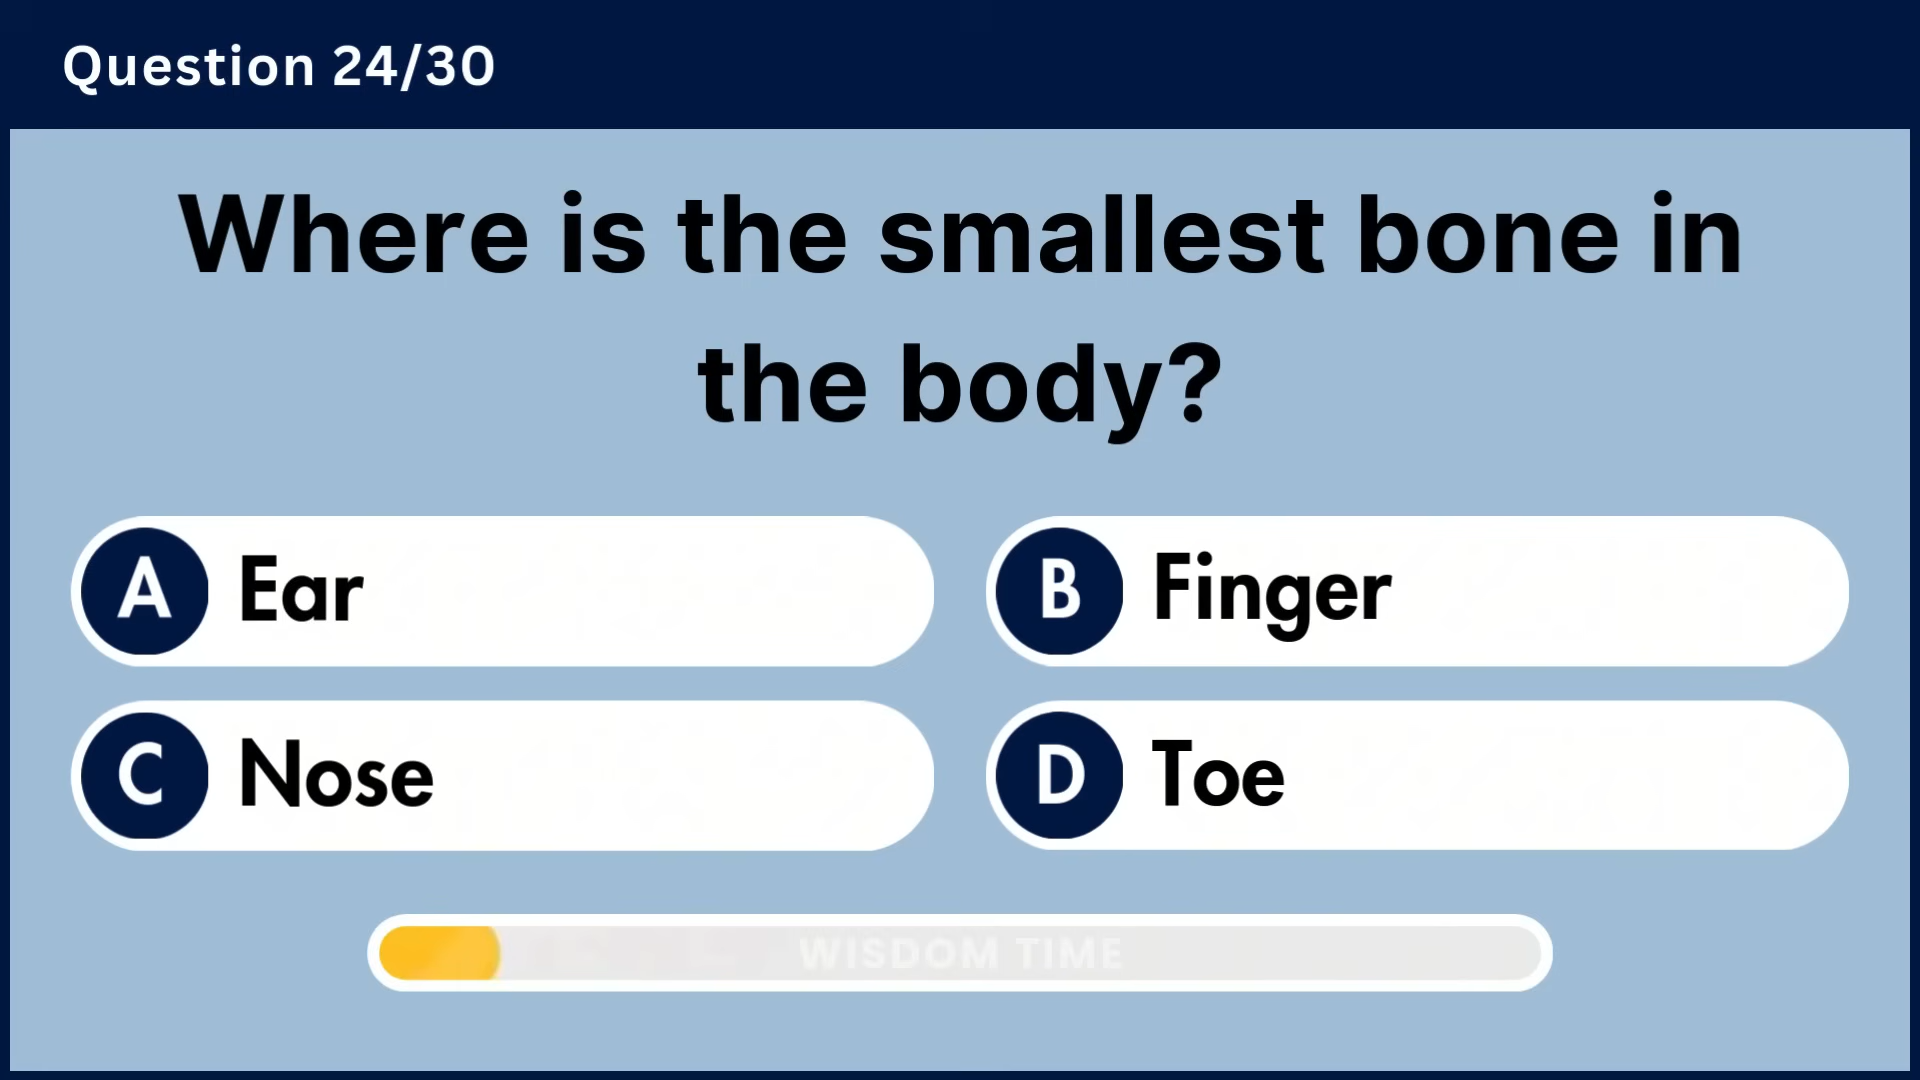 Question 24/30
Where is the smallest bone in
the body?
A Ear
B Finger
C Nose
D Toe
WISDOM TIME